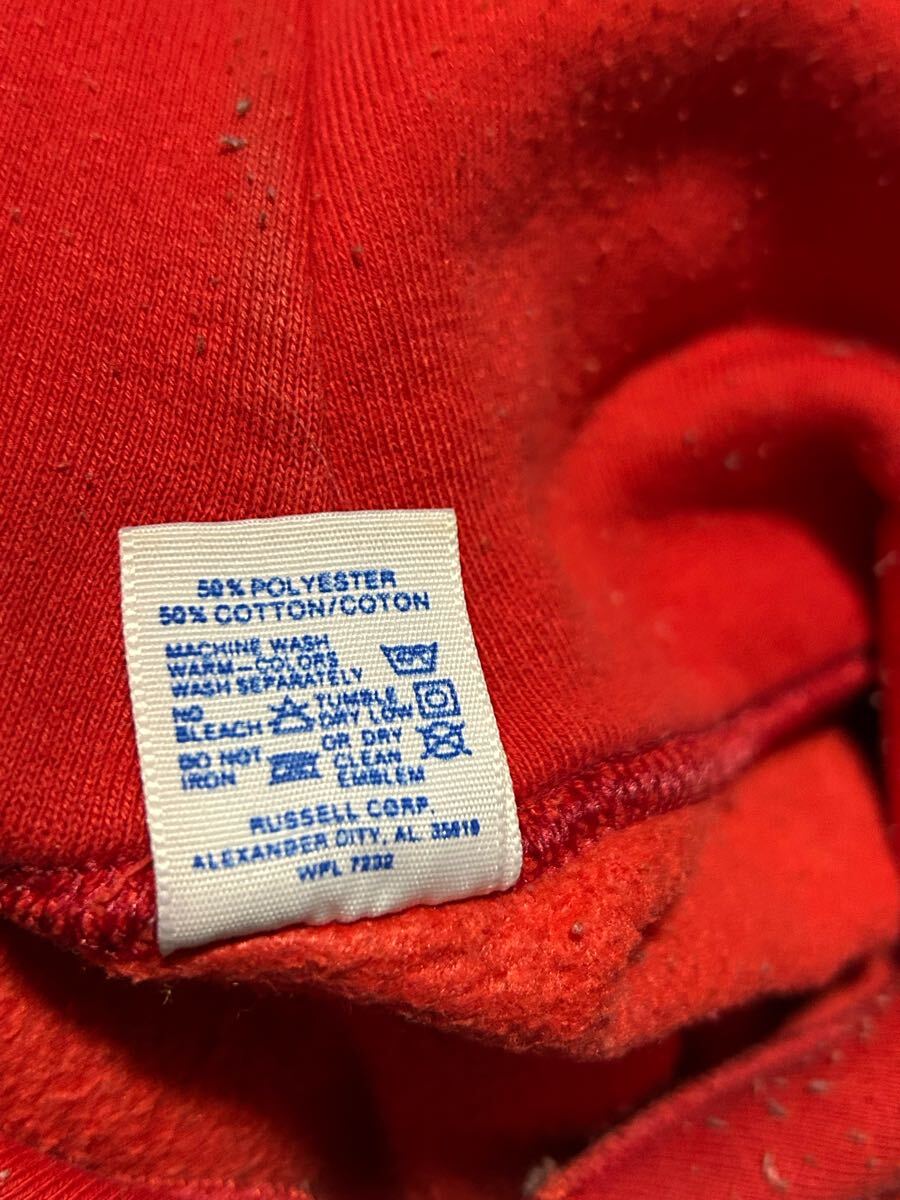 50% POLYESTER
50% COTTON/COTON
MACHINE WASH
WARM-COLORS
WASH SEPARATELY
NO BLEACH
TUMBLE DRY LOW
DO NOT IRON
OR DRY CLEAN EMBLEM
RUSSELL CORP.
ALEXANDER CITY, AL. 35010
WPL 7232